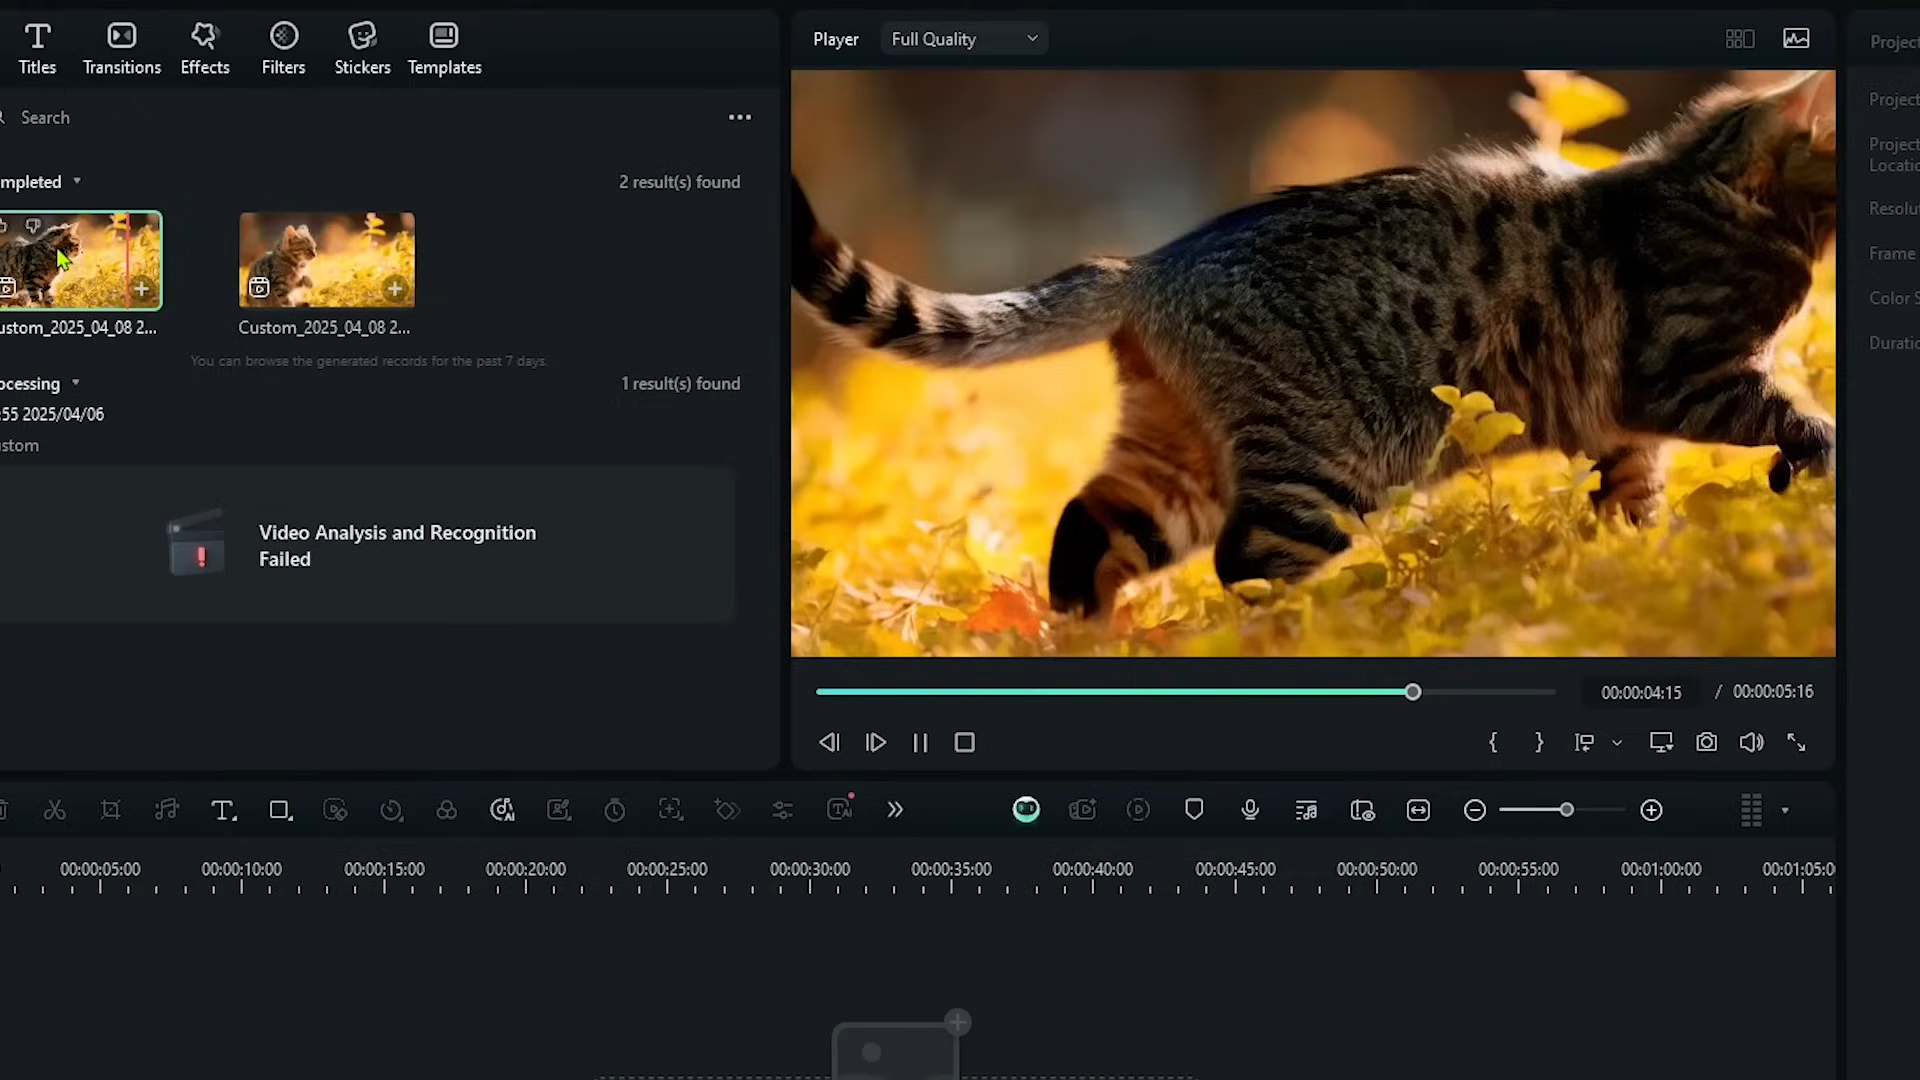 Titles
Transitions
Effects
Filters
Stickers
Templates
Search
mpleted
2 result(s) found
ustom_2025_04_08 2...
Custom_2025_04_08 2...
You can browse the generated records for the past 7 days.
ocessing
1 result(s) found
:55 2025/04/06
ustom
Video Analysis and Recognition
Failed
Player
Full Quality
00:00:04:15 / 00:00:05:16
Project
Project
Project
Locatio
Resolut
Frame
Color S
Duratio
00:00:05:00
00:00:10:00
00:00:15:00
00:00:20:00
00:00:25:00
00:00:30:00
00:00:35:00
00:00:40:00
00:00:45:00
00:00:50:00
00:00:55:00
00:01:00:00
00:01:05:0